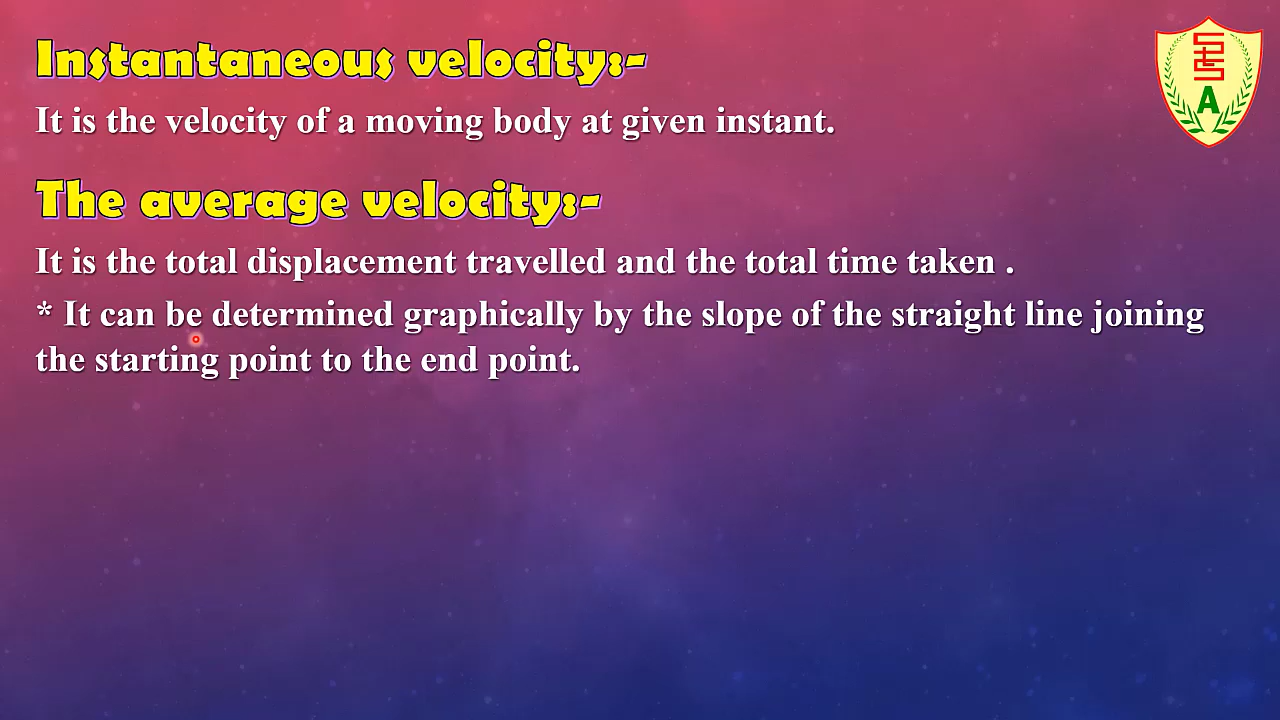 Instantaneous velocity:-
It is the velocity of a moving body at given instant.
The average velocity:-
It is the total displacement travelled and the total time taken .
* It can be determined graphically by the slope of the straight line joining
the starting point to the end point.
A